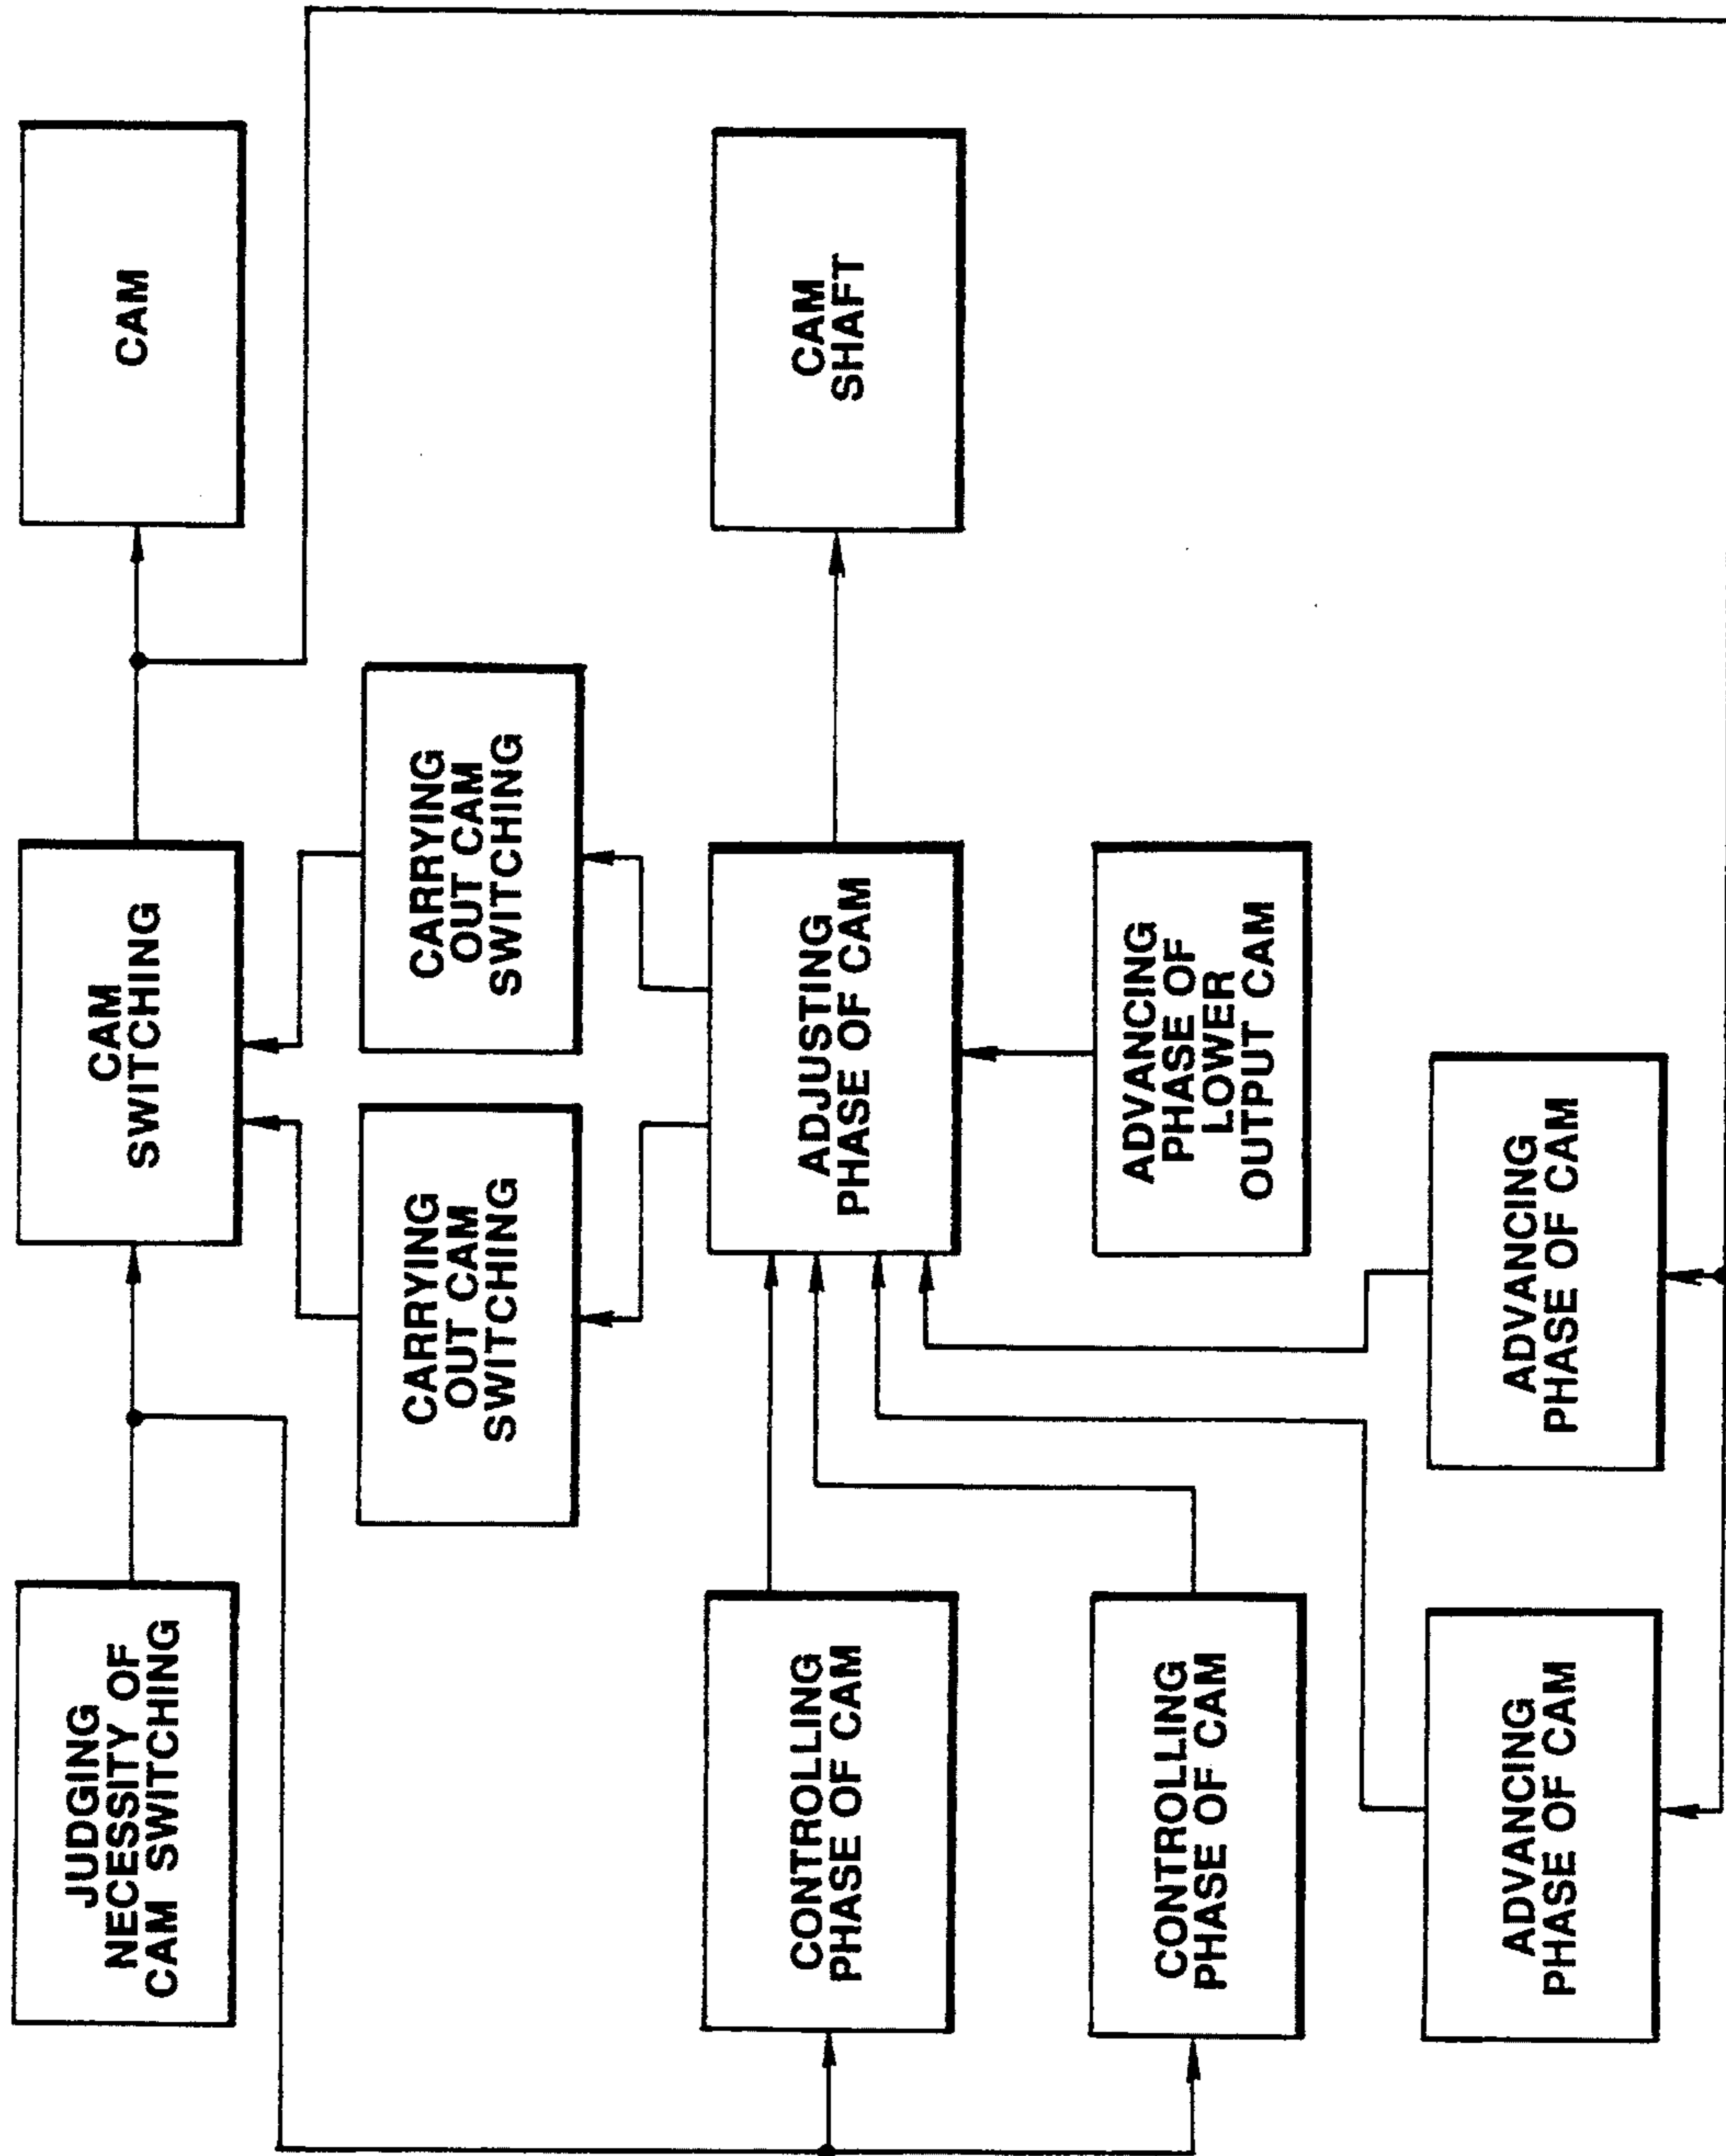 JUDGING
NECESSITY OF
CAM SWITCHING
CAM
SWITCHING
CAM
CARRYING
OUT CAM
SWITCHING
CARRYING
OUT CAM
SWITCHING
CONTROLLING
PHASE OF CAM
ADJUSTING
PHASE OF CAM
CAM
SHAFT
CONTROLLING
PHASE OF CAM
ADVANCING
PHASE OF
LOWER
OUTPUT CAM
ADVANCING
PHASE OF CAM
ADVANCING
PHASE OF CAM